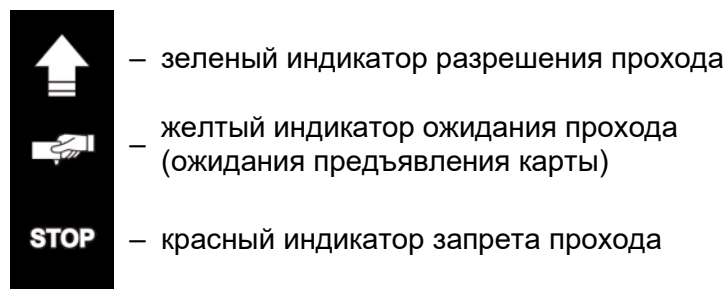 – зеленый индикатор разрешения прохода
– желтый индикатор ожидания прохода
(ожидания предъявления карты)
STOP – красный индикатор запрета прохода